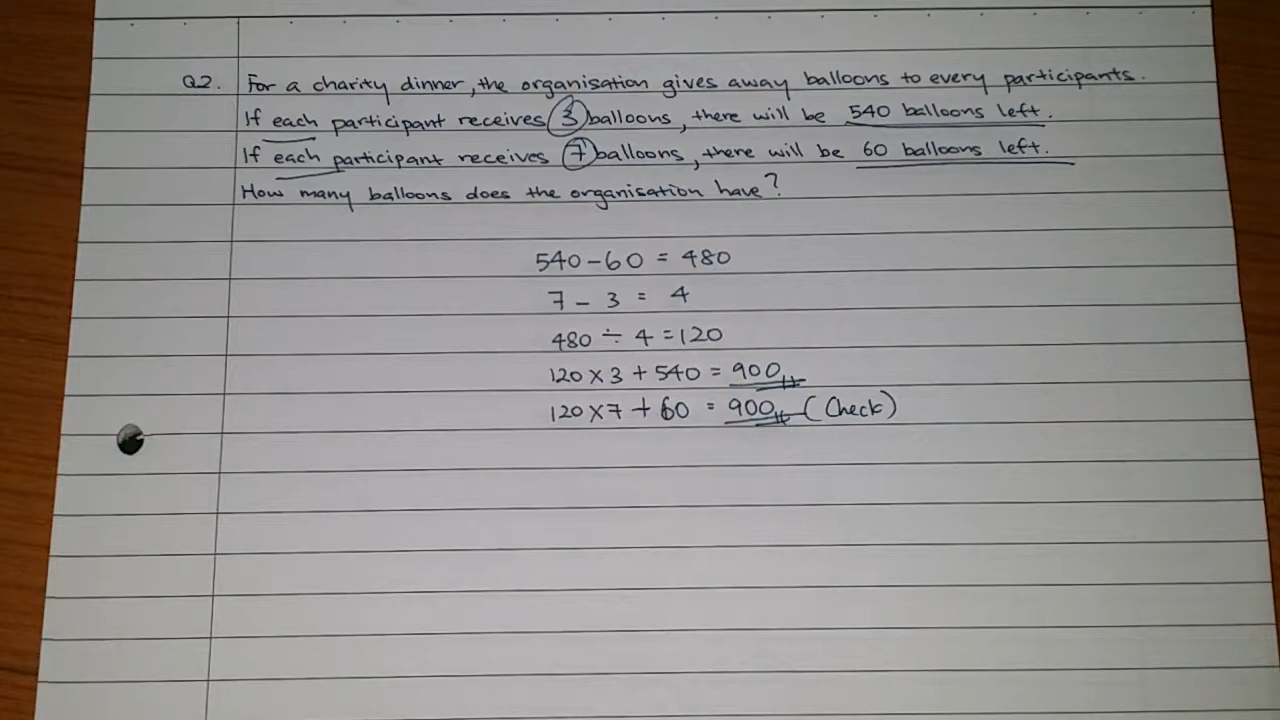 Q2. For a charity dinner, the organisation gives away balloons to every participants.
If each participant receives 3 balloons, there will be 540 balloons left.
If each participant receives 7 balloons, there will be 60 balloons left.
How many balloons does the organisation have?
540 - 60 = 480
7 - 3 = 4
480 ÷ 4 = 120
120 x 3 + 540 = 900
120 x 7 + 60 = 900 (Check)